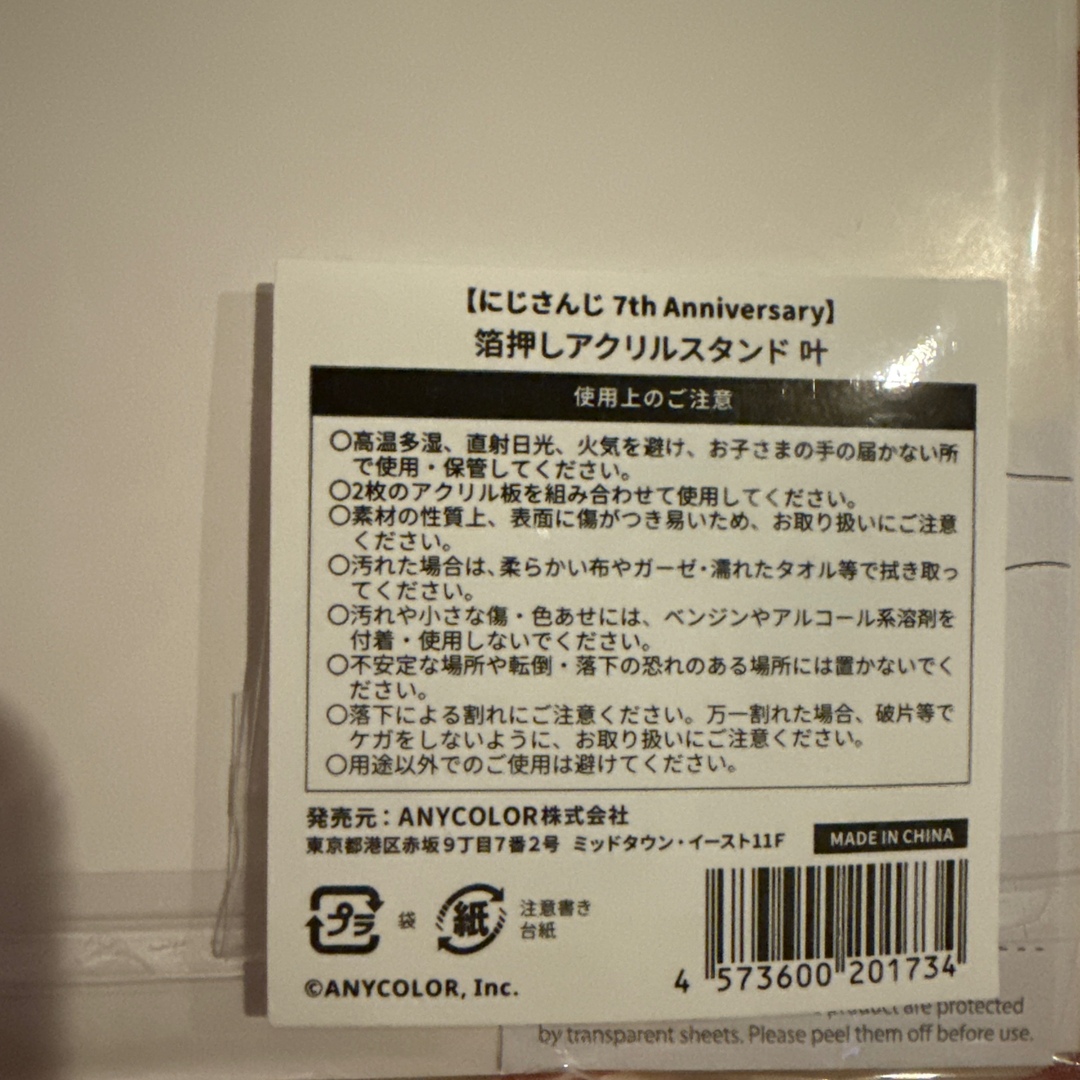 【にじさんじ 7th Anniversary】
箔押しアクリルスタンド 叶
使用上のご注意
〇高温多湿、直射日光、火気を避け、お子さまの手の届かない所
で使用・保管してください。
〇2枚のアクリル板を組み合わせて使用してください。
〇素材の性質上、表面に傷がつき易いため、お取り扱いにご注意
ください。
〇汚れた場合は、柔らかい布やガーゼ・濡れたタオル等で拭き取っ
てください。
〇汚れや小さな傷・色あせには、ベンジンやアルコール系溶剤を
付着・使用しないでください。
〇不安定な場所や転倒・落下の恐れのある場所には置かないでく
ださい。
〇落下による割れにご注意ください。万一割れた場合、破片等で
ケガをしないように、お取り扱いにご注意ください。
〇用途以外でのご使用は避けてください。
発売元：ANYCOLOR株式会社
東京都港区赤坂9丁目7番2号 ミッドタウン・イースト11F
MADE IN CHINA
プラ 袋 紙 注意書き
台紙
©ANYCOLOR, Inc.
4 573600 201734
product are protected
by transparent sheets. Please peel them off before use.